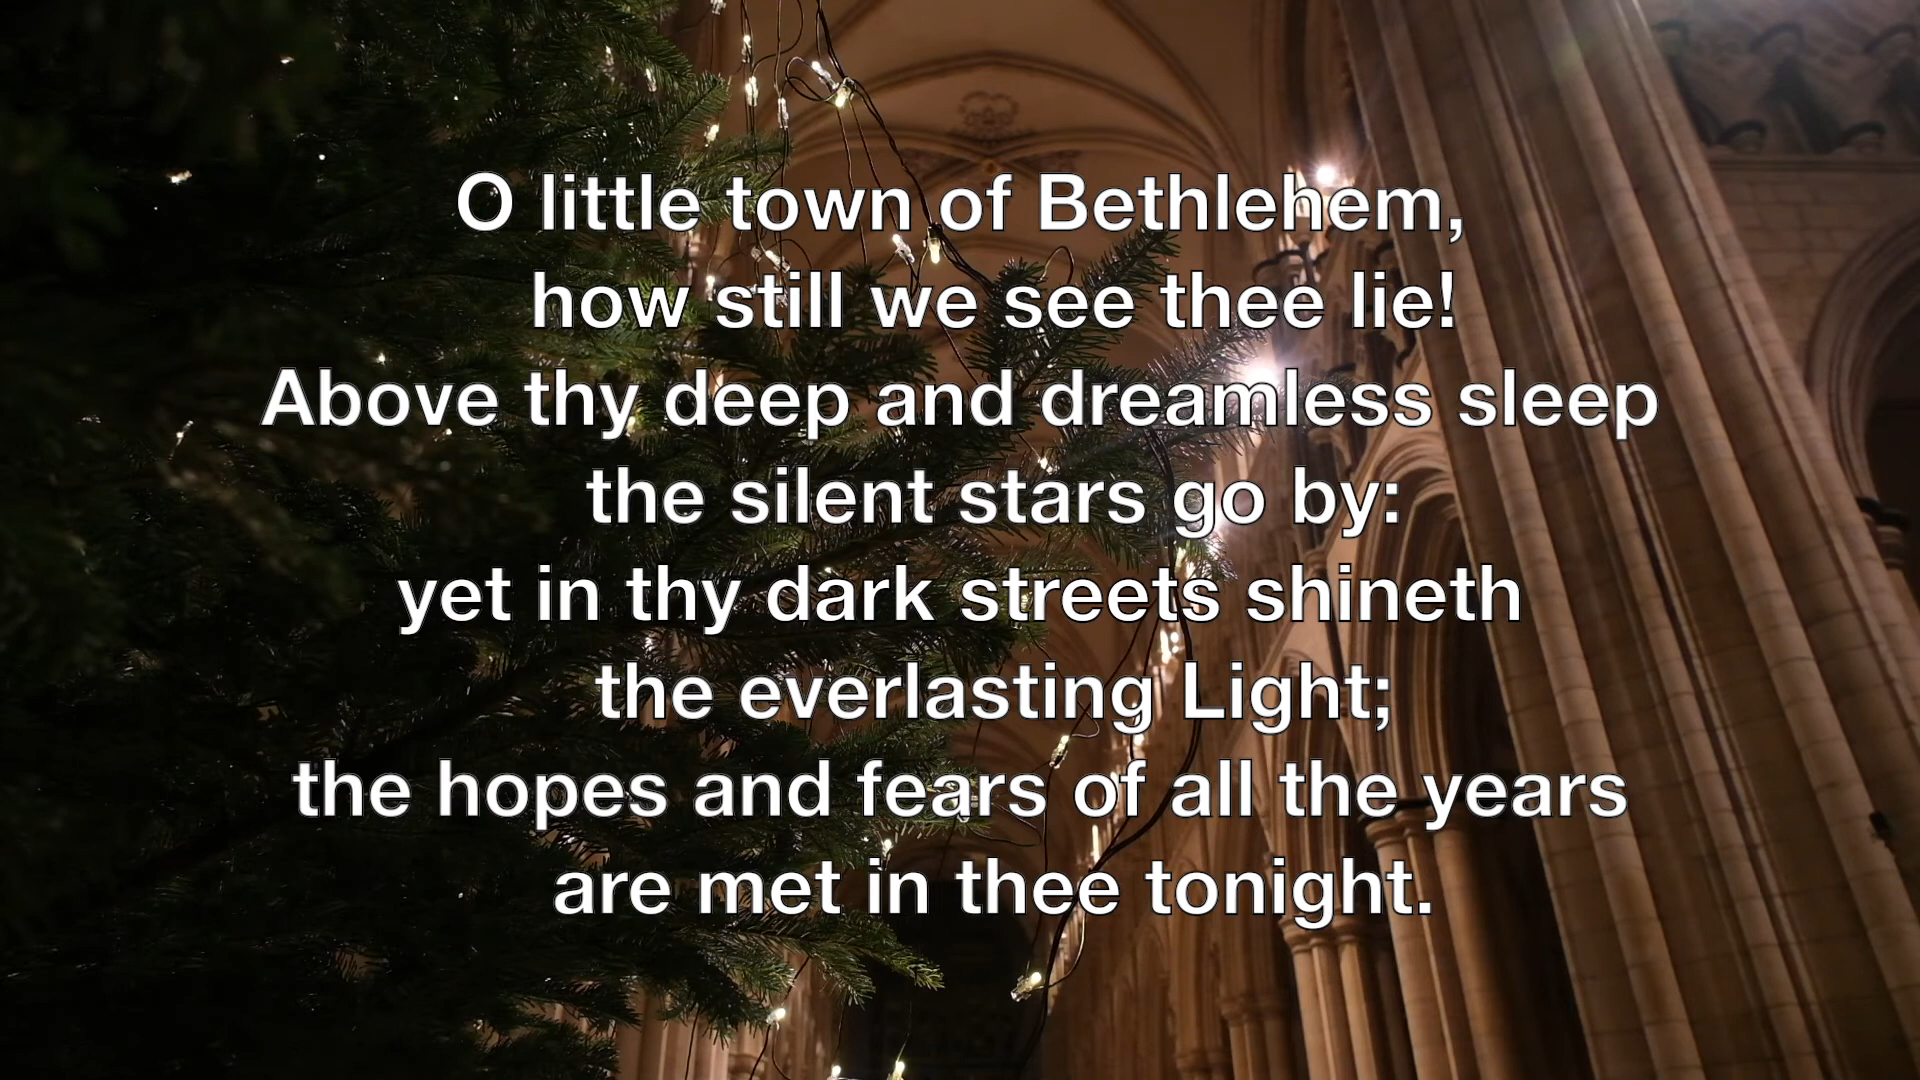 O little town of Bethlehem,
how still we see thee lie!
Above thy deep and dreamless sleep
the silent stars go by:
yet in thy dark streets shineth
the everlasting Light;
the hopes and fears of all the years
are met in thee tonight.